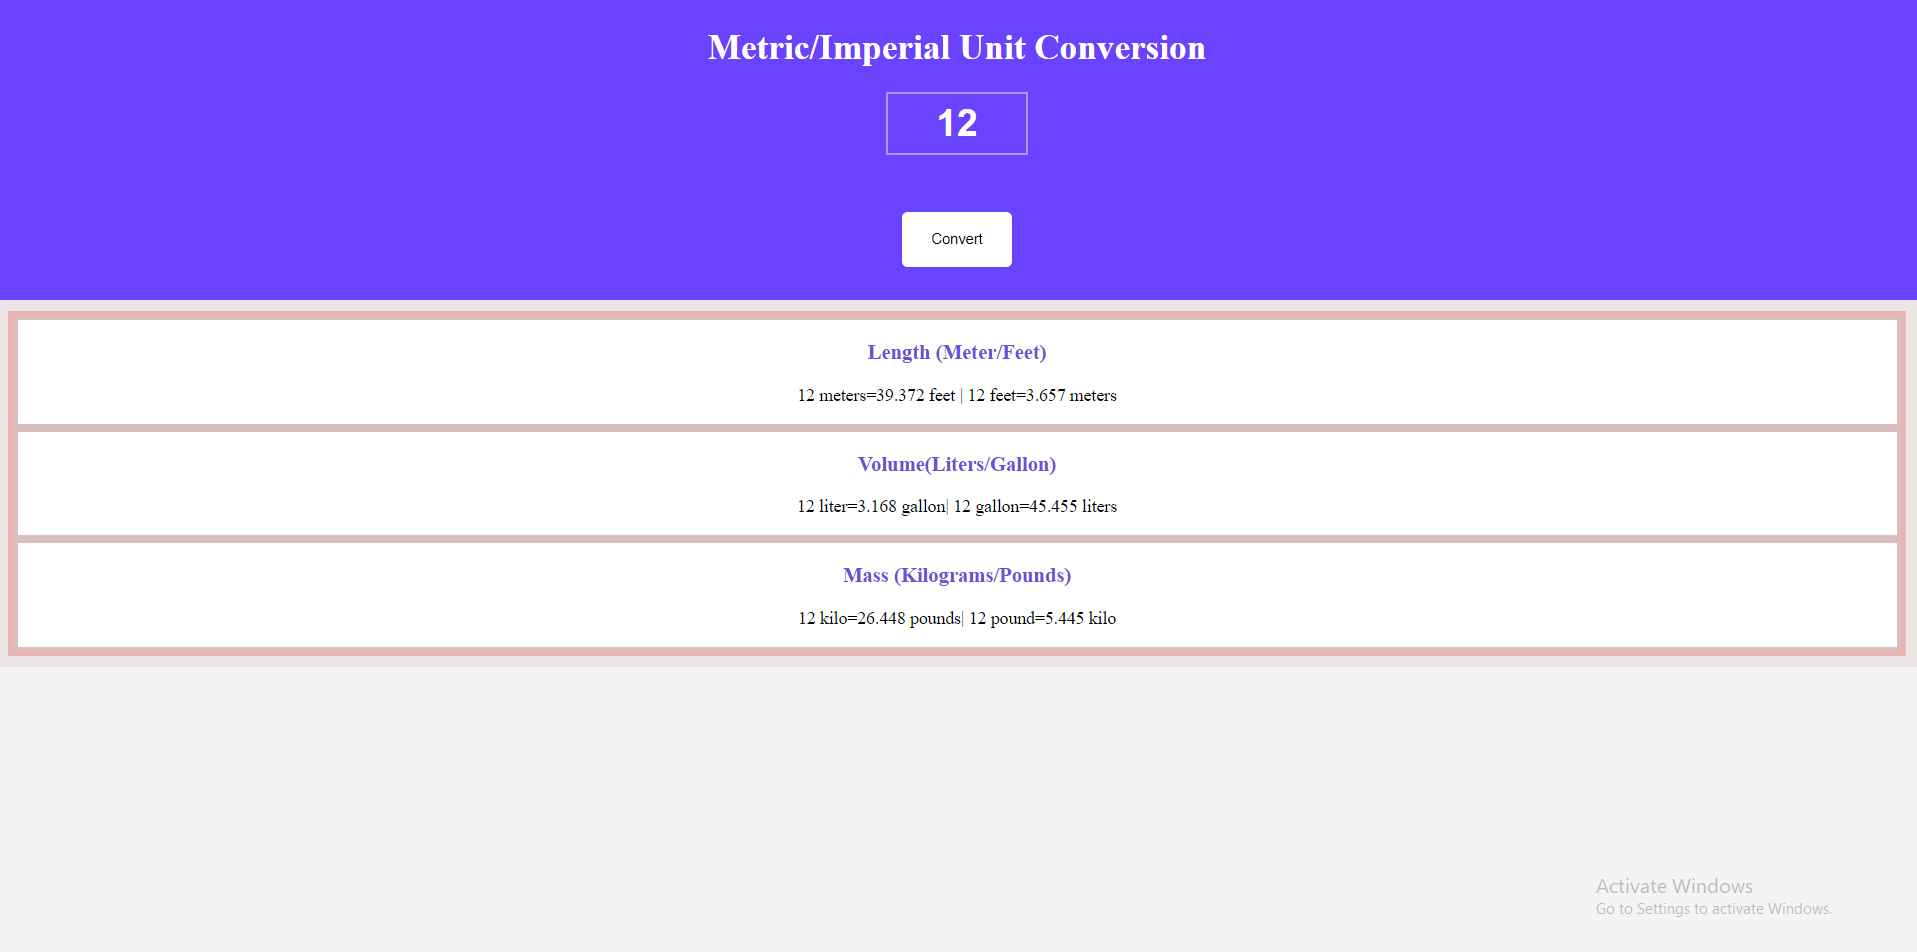 Metric/Imperial Unit Conversion
12
Convert
Length (Meter/Feet)
12 meters=39.372 feet | 12 feet=3.657 meters
Volume(Liters/Gallon)
12 liter=3.168 gallon| 12 gallon=45.455 liters
Mass (Kilograms/Pounds)
12 kilo=26.448 pounds| 12 pound=5.445 kilo
Activate Windows
Go to Settings to activate Windows.